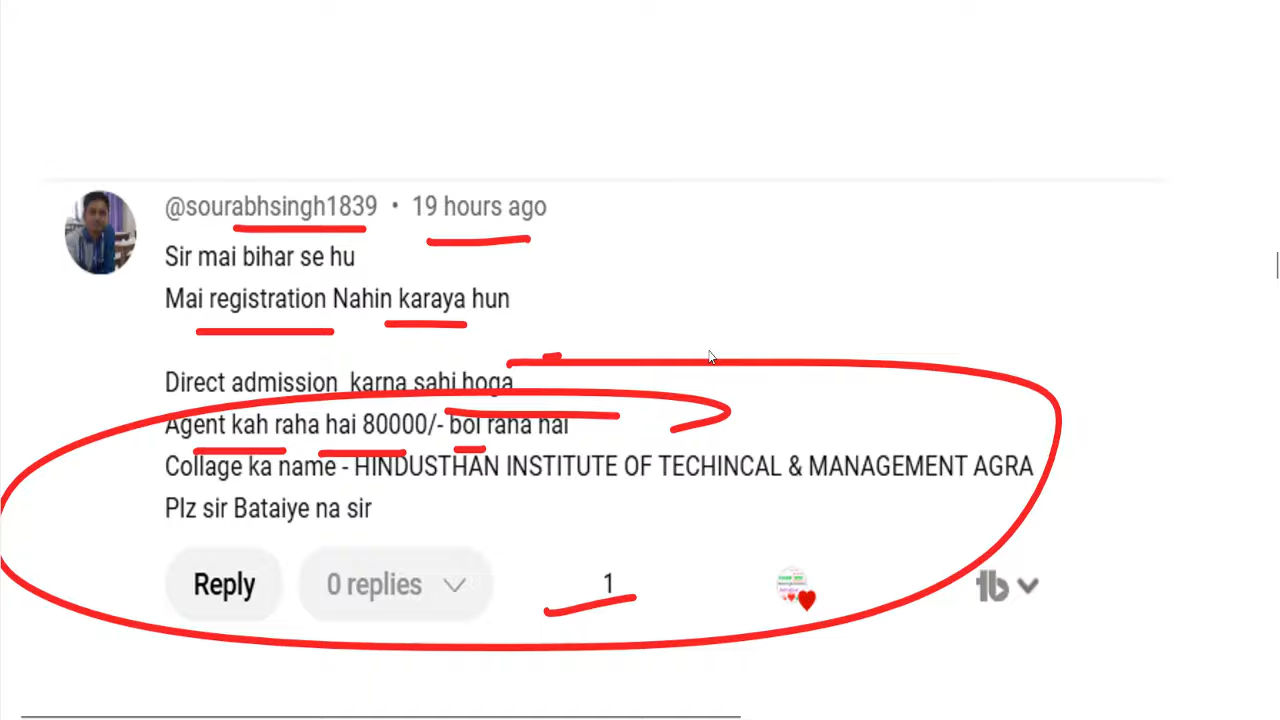 @sourabhsingh1839 • 19 hours ago
Sir mai bihar se hu
Mai registration Nahin karaya hun
Direct admission karna sahi hoga
Agent kah raha hai 80000/- bol raha hai
Collage ka name - HINDUSTHAN INSTITUTE OF TECHINCAL & MANAGEMENT AGRA
Plz sir Bataiye na sir
Reply 0 replies 1